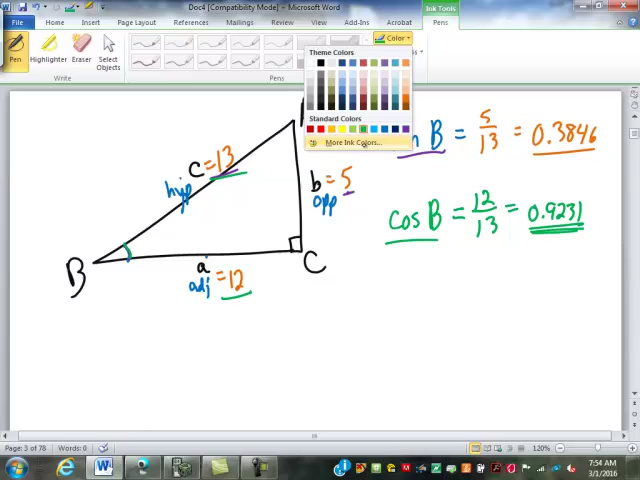 Doc4 [Compatibility Mode] - Microsoft Word
Ink Tools
File Home Insert Page Layout References Mailings Review View Add-Ins Acrobat Pens
Pen Highlighter Eraser Select Objects
Color
Write
Pens
Theme Colors
Standard Colors
More Ink Colors...
B = 5/13 = 0.3846
c = 13
hyp
b = 5
opp
cos B = 12/13 = 0.9231
B
C
a = 12
adj
Page: 3 of 78 Words: 0
120%
7:54 AM
3/1/2016